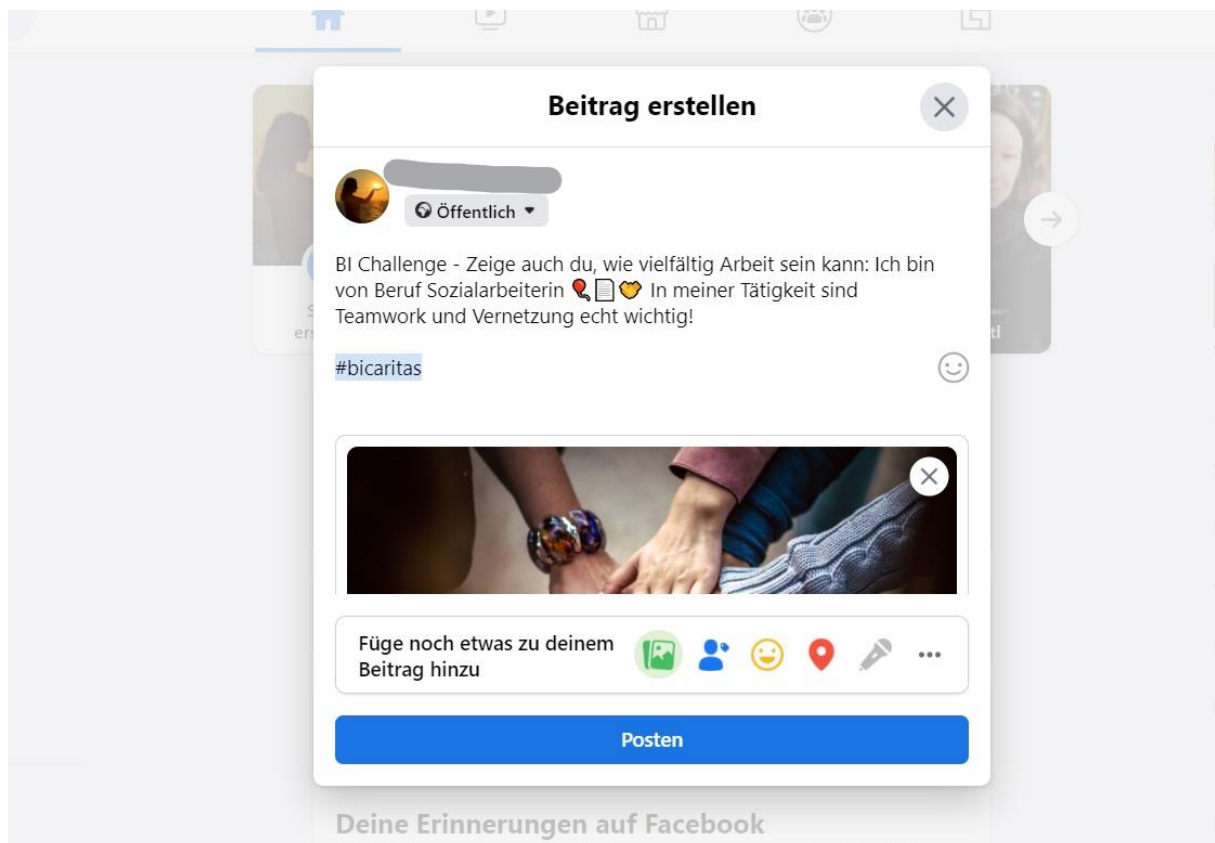 Beitrag erstellen
Öffentlich
BI Challenge - Zeige auch du, wie vielfältig Arbeit sein kann: Ich bin
von Beruf Sozialarbeiterin 🎈📄🤝 In meiner Tätigkeit sind
Teamwork und Vernetzung echt wichtig!
#bicaritas
Füge noch etwas zu deinem
Beitrag hinzu
Posten
Deine Erinnerungen auf Facebook